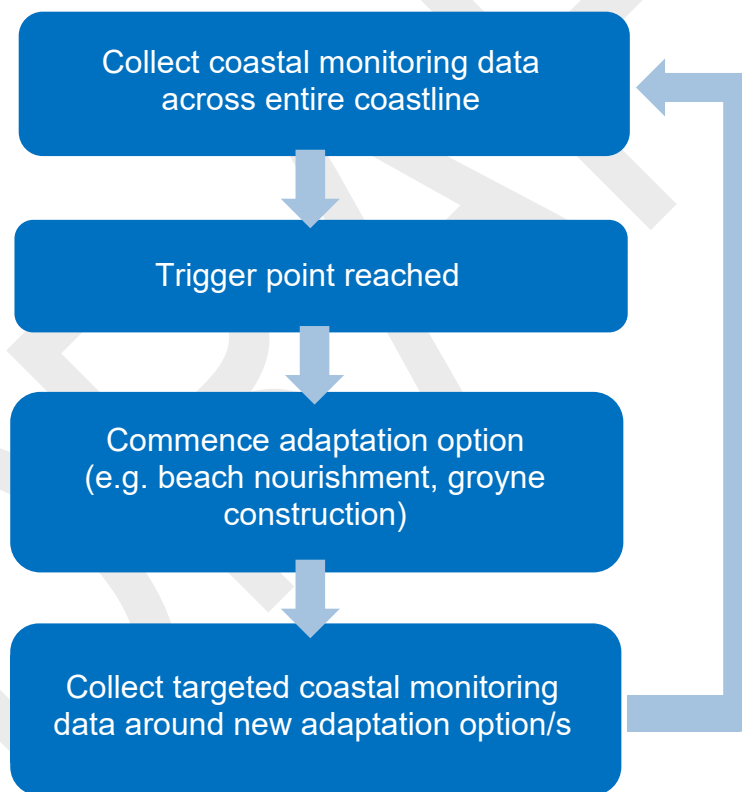 Collect coastal monitoring data
across entire coastline
Trigger point reached
Commence adaptation option
(e.g. beach nourishment, groyne
construction)
Collect targeted coastal monitoring
data around new adaptation option/s